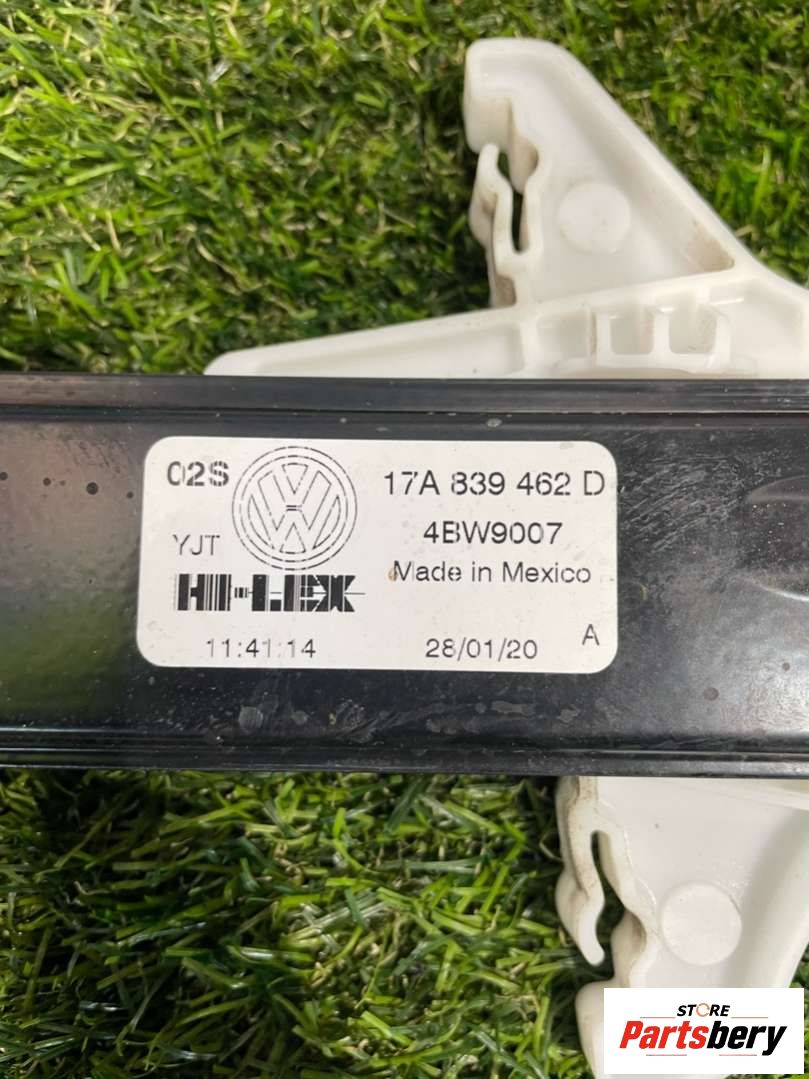 02S
17A 839 462 D
YJT
4BW9007
HI-LEX
Made in Mexico
11:41:14
28/01/20
A
STORE
Partsbery